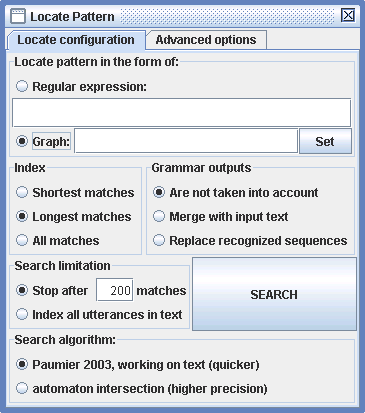 Locate Pattern
Locate configuration
Advanced options
Locate pattern in the form of:
Regular expression:
Graph:
Set
Index
Shortest matches
Longest matches
All matches
Grammar outputs
Are not taken into account
Merge with input text
Replace recognized sequences
Search limitation
Stop after 200 matches
Index all utterances in text
SEARCH
Search algorithm:
Paumier 2003, working on text (quicker)
automaton intersection (higher precision)